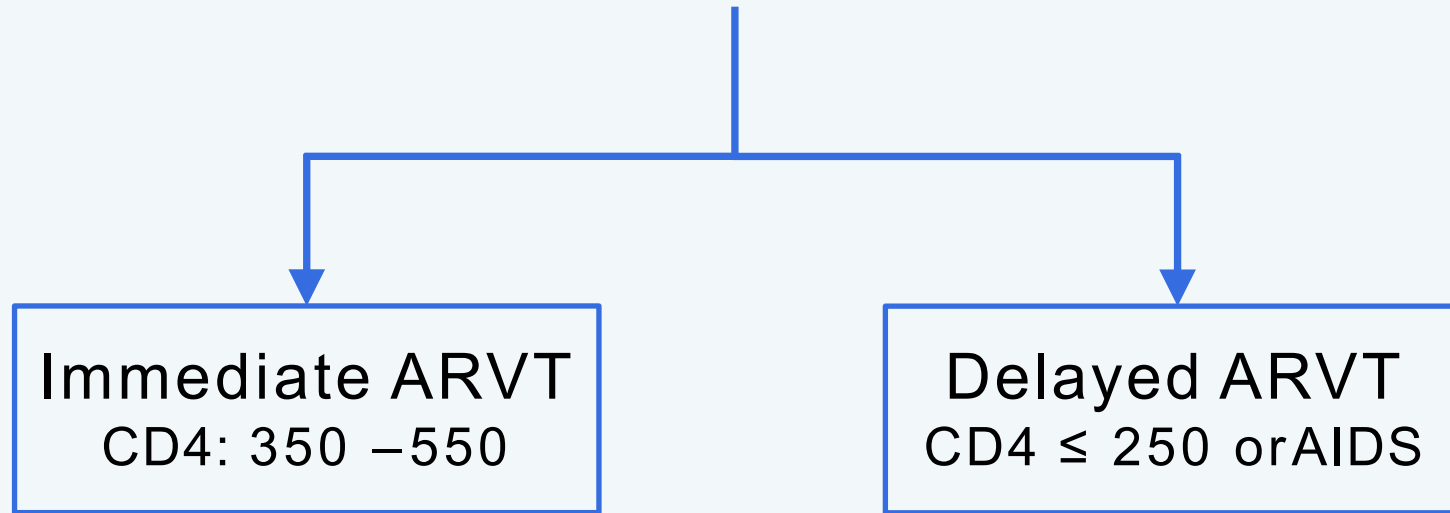 Immediate ARVT
CD4: 350 –550
Delayed ARVT
CD4 ≤ 250 orAIDS